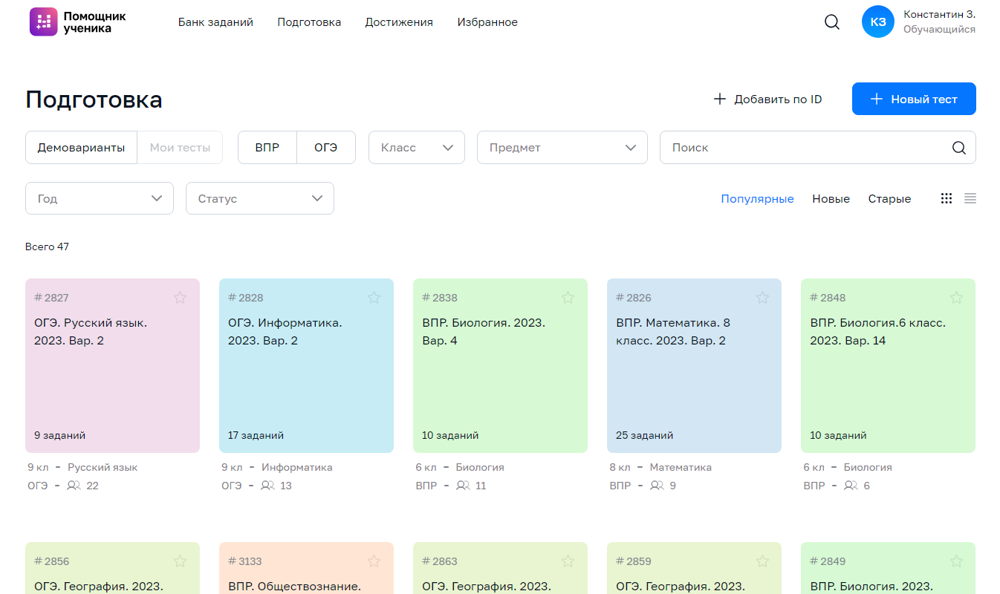 Помощник
ученика
Банк заданий
Подготовка
Достижения
Избранное
КЗ
Константин З.
Обучающийся
Подготовка
Добавить по ID
Новый тест
Демоварианты
Мои тесты
ВПР
ОГЭ
Класс
Предмет
Поиск
Год
Статус
Популярные
Новые
Старые
Всего 47
# 2827
ОГЭ. Русский язык.
2023. Вар. 2
9 заданий
9 кл – Русский язык
ОГЭ – 22
# 2828
ОГЭ. Информатика.
2023. Вар. 2
17 заданий
9 кл – Информатика
ОГЭ – 13
# 2838
ВПР. Биология. 2023.
Вар. 4
10 заданий
6 кл – Биология
ВПР – 11
# 2826
ВПР. Математика. 8
класс. 2023. Вар. 2
25 заданий
8 кл – Математика
ВПР – 9
# 2848
ВПР. Биология.6 класс.
2023. Вар. 14
10 заданий
6 кл – Биология
ВПР – 6
# 2856
ОГЭ. География. 2023.
# 3133
ВПР. Обществознание.
# 2863
ОГЭ. География. 2023.
# 2859
ОГЭ. География. 2023.
# 2849
ВПР. Биология. 2023.